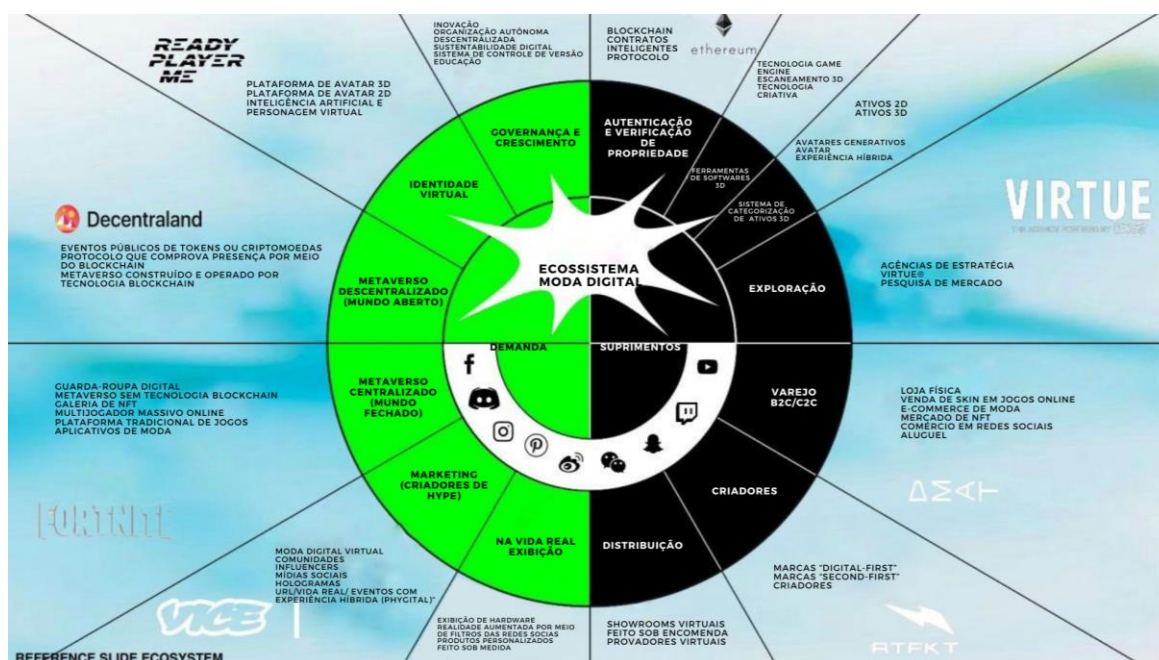 READY
PLAYER
ME
INOVAÇÃO
ORGANIZAÇÃO AUTÔNOMA
DESCENTRALIZADA
SUSTENTABILIDADE DIGITAL
SISTEMA DE CONTROLE DE VERSÃO
EDUCAÇÃO
BLOCKCHAIN
CONTRATOS
INTELIGENTES
PROTOCOLO
ethereum
TECNOLOGIA GAME
ENGINE
ESCANEAMENTO 3D
TECNOLOGIA
CRIATIVA
PLATAFORMA DE AVATAR 3D
PLATAFORMA DE AVATAR 2D
INTELIGÊNCIA ARTIFICIAL E
PERSONAGEM VIRTUAL
ATIVOS 2D
ATIVOS 3D
AVATARES GENERATIVOS
AVATAR
EXPERIÊNCIA HÍBRIDA
GOVERNANÇA E
CRESCIMENTO
AUTENTICAÇÃO
E VERIFICAÇÃO
DE
PROPRIEDADE
IDENTIDADE
VIRTUAL
FERRAMENTAS
DE SOFTWARES
3D
SISTEMA DE
CATEGORIZAÇÃO
DE ATIVOS 3D
VIRTUE
THE AGENCY POWERED BY VICE
Decentraland
EVENTOS PÚBLICOS DE TOKENS OU CRIPTOMOEDAS
PROTOCOLO QUE COMPROVA PRESENÇA POR MEIO
DO BLOCKCHAIN
METAVERSO CONSTRUÍDO E OPERADO POR
TECNOLOGIA BLOCKCHAIN
METAVERSO
DESCENTRALIZADO
(MUNDO ABERTO)
ECOSSISTEMA
MODA DIGITAL
EXPLORAÇÃO
AGÊNCIAS DE ESTRATÉGIA
VIRTUE®
PESQUISA DE MERCADO
DEMANDA
SUPRIMENTOS
GUARDA-ROUPA DIGITAL
METAVERSO SEM TECNOLOGIA BLOCKCHAIN
GALERIA DE NFT
MULTIJOGADOR MASSIVO ONLINE
PLATAFORMA TRADICIONAL DE JOGOS
APLICATIVOS DE MODA
METAVERSO
CENTRALIZADO
(MUNDO
FECHADO)
VAREJO
B2C/C2C
LOJA FÍSICA
VENDA DE SKIN EM JOGOS ONLINE
E-COMMERCE DE MODA
MERCADO DE NFT
COMÉRCIO EM REDES SOCIAIS
ALUGUEL
MARKETING
(CRIADORES DE
HYPE)
CRIADORES
FORTNITE
NA VIDA REAL
EXIBIÇÃO
DISTRIBUIÇÃO
MODA DIGITAL VIRTUAL
COMUNIDADES
INFLUENCERS
MÍDIAS SOCIAIS
HOLOGRAMAS
URL/VIDA REAL/ EVENTOS COM
EXPERIÊNCIA HÍBRIDA (PHYGITAL)"
MARCAS "DIGITAL-FIRST"
MARCAS "SECOND-FIRST"
CRIADORES
VICE
EXIBIÇÃO DE HARDWARE
REALIDADE AUMENTADA POR MEIO
DE FILTROS DAS REDES SOCIAS
PRODUTOS PERSONALIZADOS
FEITO SOB MEDIDA
SHOWROOMS VIRTUAIS
FEITO SOB ENCOMENDA
PROVADORES VIRTUAIS
RTFKT
REFERENCE SLIDE ECOSYSTEM